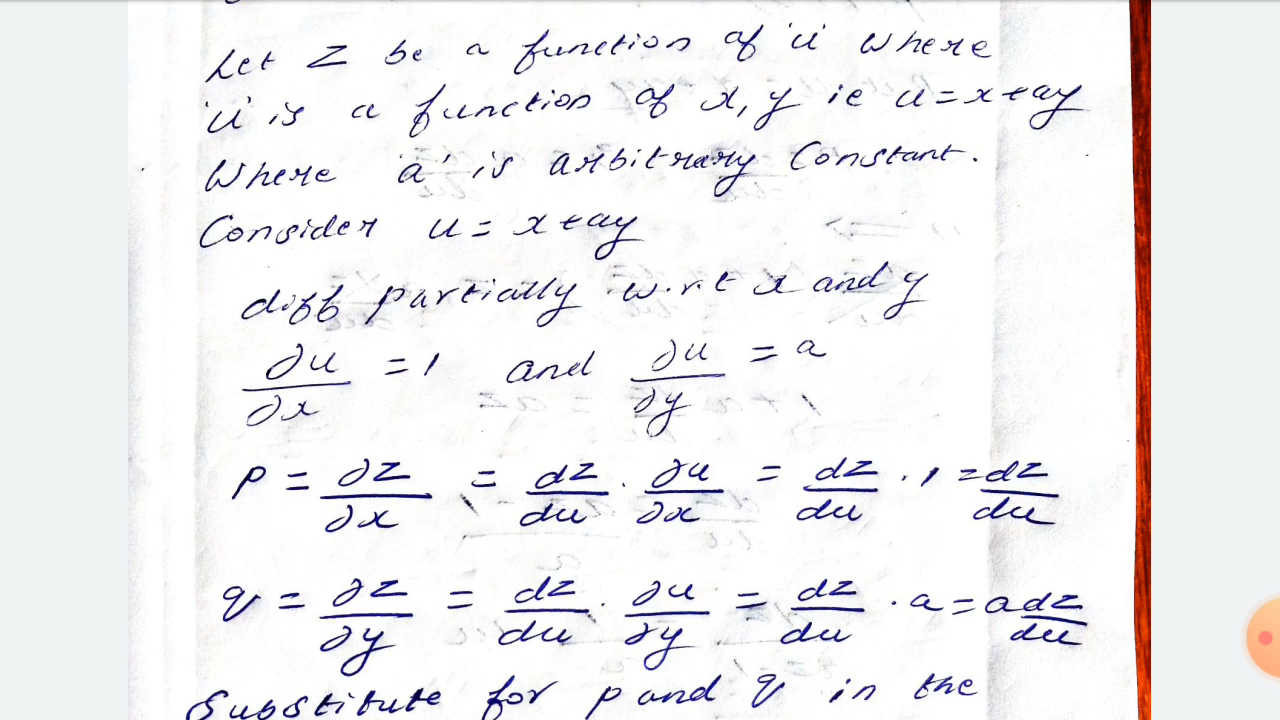 Let Z be a function of 'u' where
'u' is a function of x, y ie u = x+ay
Where 'a' is arbitrary Constant.
Consider u = x+ay
diff partially w.r.t x and y
∂u/∂x = 1 and ∂u/∂y = a
p = ∂z/∂x = dz/du . ∂u/∂x = dz/du . 1 = dz/du
q = ∂z/∂y = dz/du . ∂u/∂y = dz/du . a = a dz/du
Substitute for p and q in the